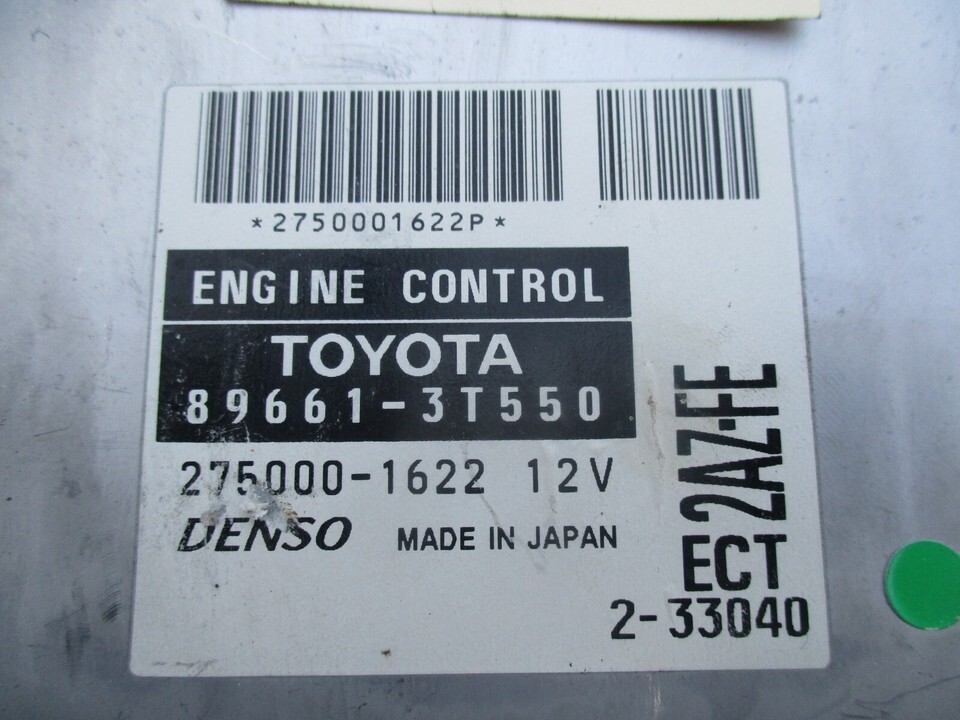 *2750001622P*
ENGINE CONTROL
TOYOTA
89661-3T550
275000-1622 12V
DENSO MADE IN JAPAN
2AZ-FE
ECT
2-33040